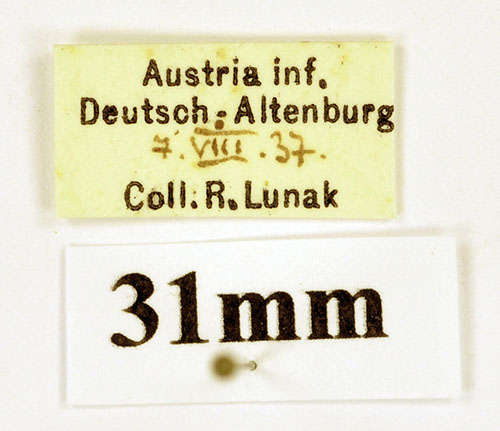 Austria inf.
Deutsch.-Altenburg
7.VIII.37.
Coll. R. Lunak
31mm